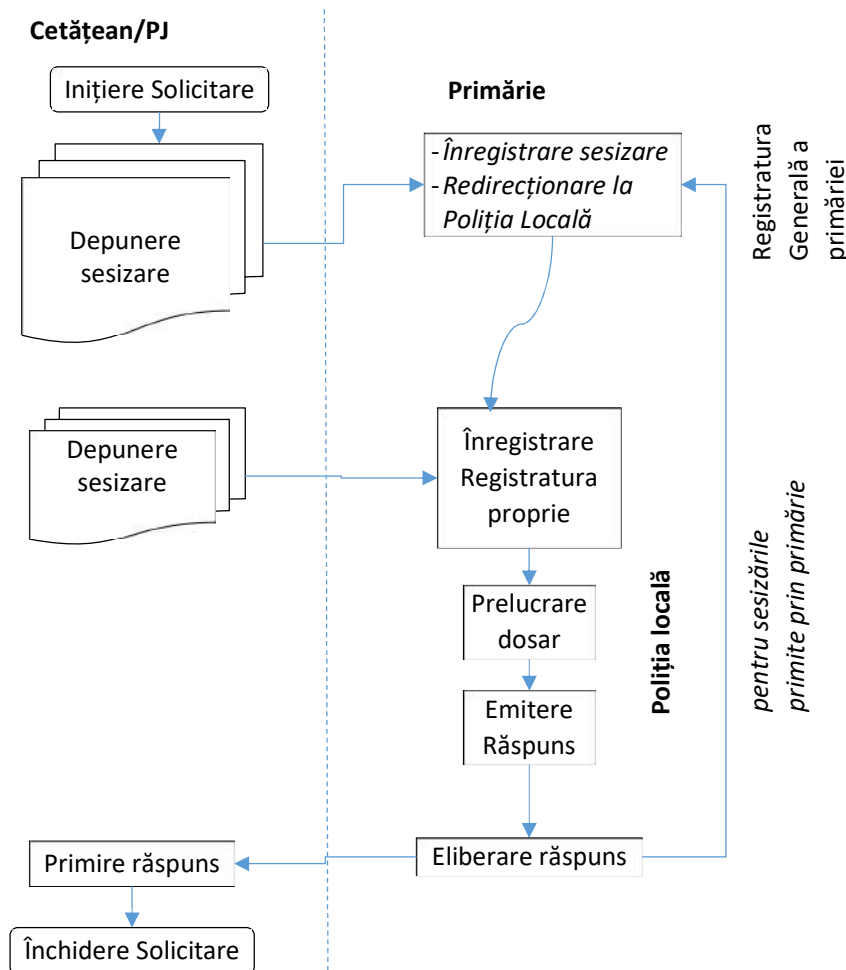 Cetățean/PJ
Inițiere Solicitare
Primărie
- Înregistrare sesizare
- Redirecționare la
Poliția Locală
Registratura
Generală a
primăriei
Depunere
sesizare
Depunere
sesizare
Înregistrare
Registratura
proprie
Prelucrare
dosar
Emitere
Răspuns
Poliția locală
pentru sesizările
primite prin primărie
Eliberare răspuns
Primire răspuns
Închidere Solicitare